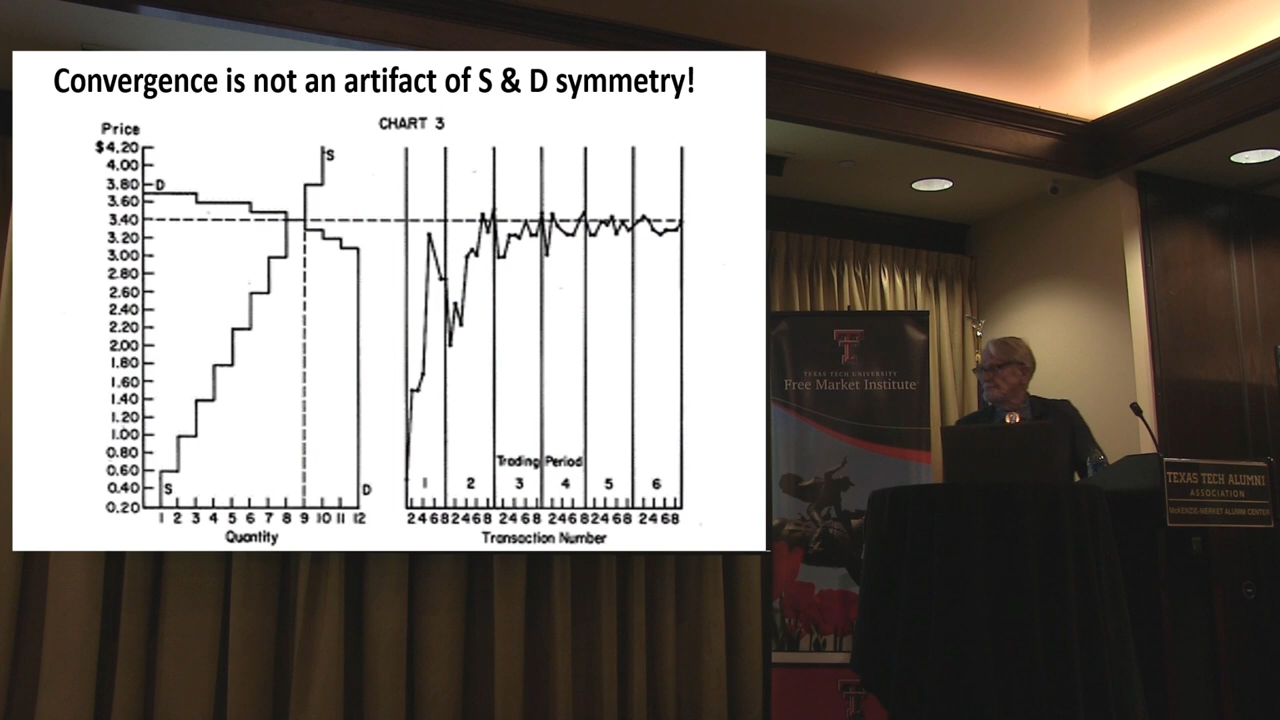 Convergence is not an artifact of S & D symmetry!
CHART 3
Price
$4.20
4.00
3.80
3.60
3.40
3.20
3.00
2.80
2.60
2.40
2.20
2.00
1.80
1.60
1.40
1.20
1.00
0.80
0.60
0.40
0.20
S
D
S
D
1 2 3 4 5 6 7 8 9 10 11 12
Quantity
Trading Period
1 2 3 4 5 6
2 4 6 8 2 4 6 8 2 4 6 8 2 4 6 8 2 4 6 8 2 4 6 8
Transaction Number
TEXAS TECH UNIVERSITY
Free Market Institute
TEXAS TECH ALUMNI
ASSOCIATION
McKENZIE-MERKET ALUMNI CENTER